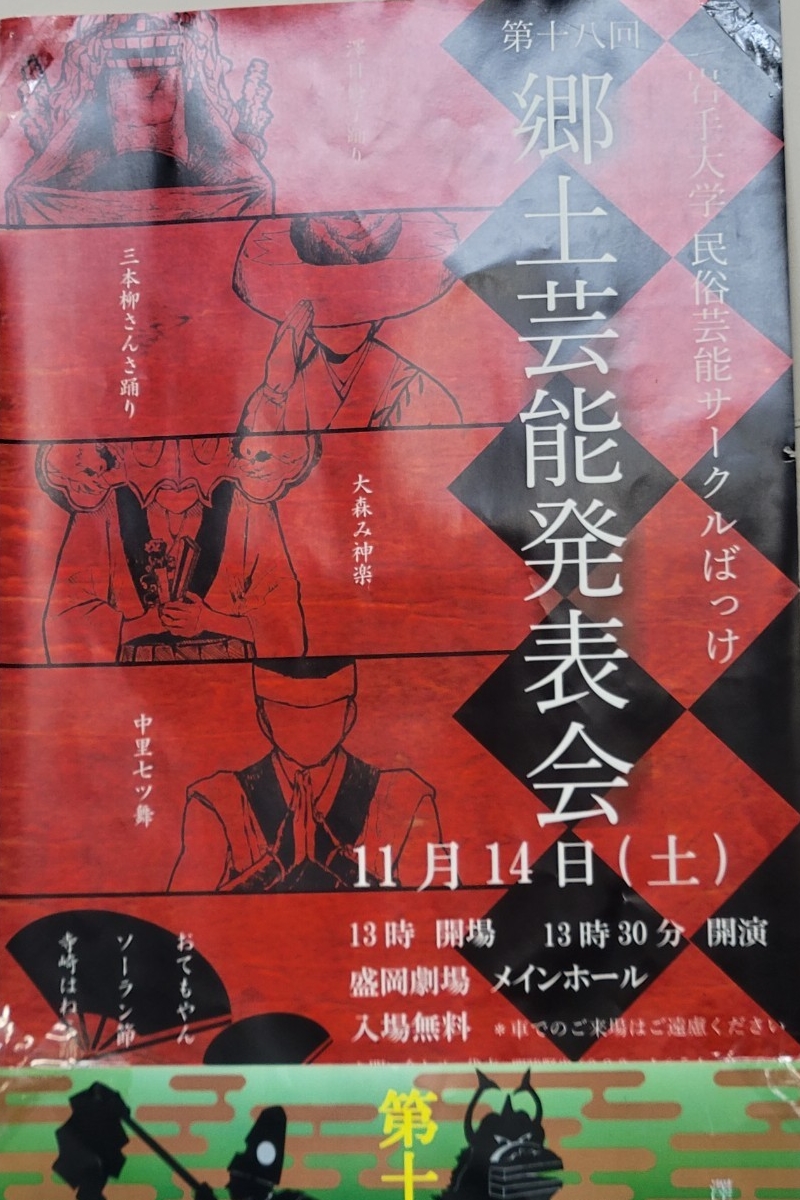 第十八回
郷土芸能発表会
岩手大学 民俗芸能サークルばっけ
三本柳さんさ踊り
大森み神楽
中里七ツ舞
おてもやん
ソーラン節
寺崎はね
11月14日(土)
13時 開場 13時30分 開演
盛岡劇場 メインホール
入場無料 *車でのご来場はご遠慮ください
第十
澤